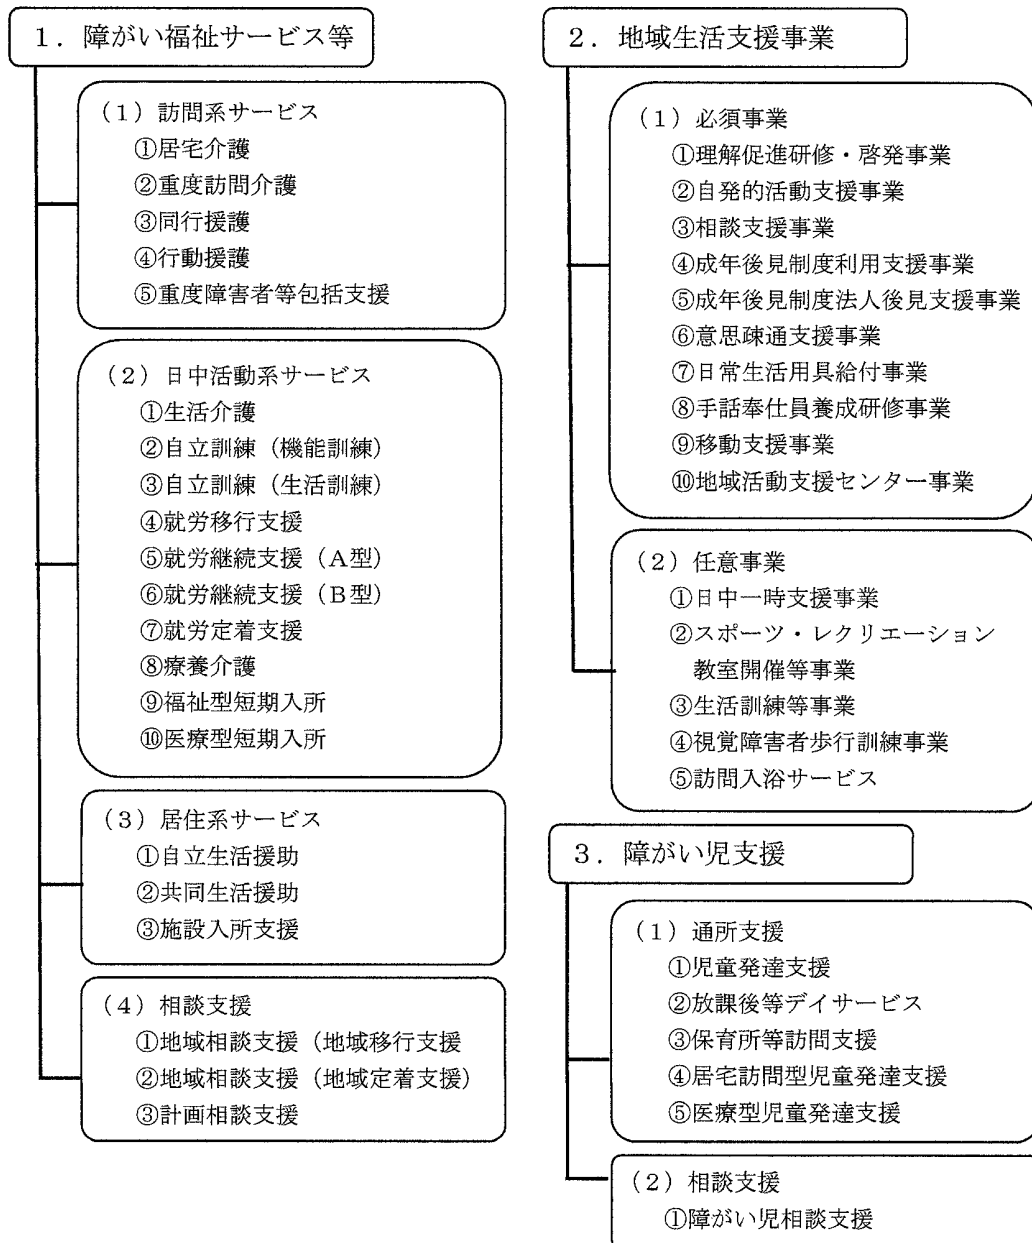 １．障がい福祉サービス等
（１）訪問系サービス
①居宅介護
②重度訪問介護
③同行援護
④行動援護
⑤重度障害者等包括支援
（２）日中活動系サービス
①生活介護
②自立訓練（機能訓練）
③自立訓練（生活訓練）
④就労移行支援
⑤就労継続支援（Ａ型）
⑥就労継続支援（Ｂ型）
⑦就労定着支援
⑧療養介護
⑨福祉型短期入所
⑩医療型短期入所
（３）居住系サービス
①自立生活援助
②共同生活援助
③施設入所支援
（４）相談支援
①地域相談支援（地域移行支援
②地域相談支援（地域定着支援）
③計画相談支援
２．地域生活支援事業
（１）必須事業
①理解促進研修・啓発事業
②自発的活動支援事業
③相談支援事業
④成年後見制度利用支援事業
⑤成年後見制度法人後見支援事業
⑥意思疎通支援事業
⑦日常生活用具給付事業
⑧手話奉仕員養成研修事業
⑨移動支援事業
⑩地域活動支援センター事業
（２）任意事業
①日中一時支援事業
②スポーツ・レクリエーション
教室開催等事業
③生活訓練等事業
④視覚障害者歩行訓練事業
⑤訪問入浴サービス
３．障がい児支援
（１）通所支援
①児童発達支援
②放課後等デイサービス
③保育所等訪問支援
④居宅訪問型児童発達支援
⑤医療型児童発達支援
（２）相談支援
①障がい児相談支援